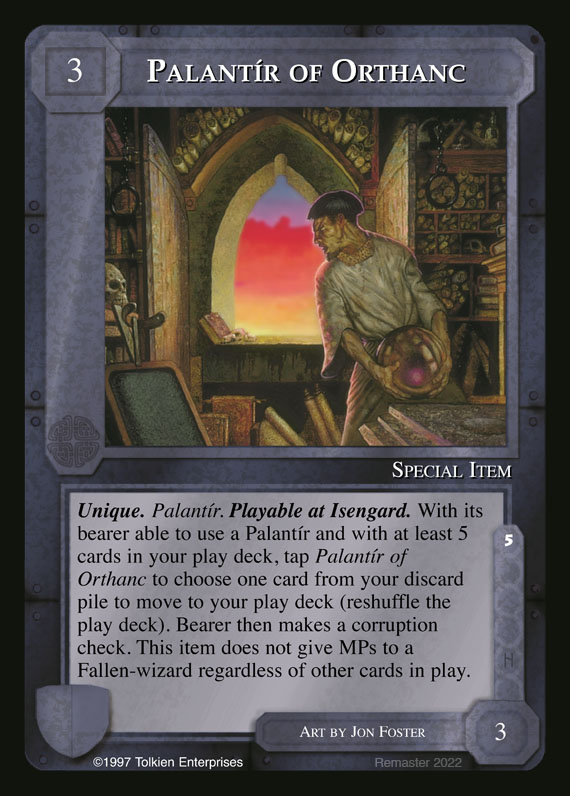 3
Palantír of Orthanc
Special Item
Unique. Palantír. Playable at Isengard. With its
bearer able to use a Palantír and with at least 5
cards in your play deck, tap Palantír of
Orthanc to choose one card from your discard
pile to move to your play deck (reshuffle the
play deck). Bearer then makes a corruption
check. This item does not give MPs to a
Fallen-wizard regardless of other cards in play.
5
H
Art by Jon Foster
3
©1997 Tolkien Enterprises
Remaster 2022